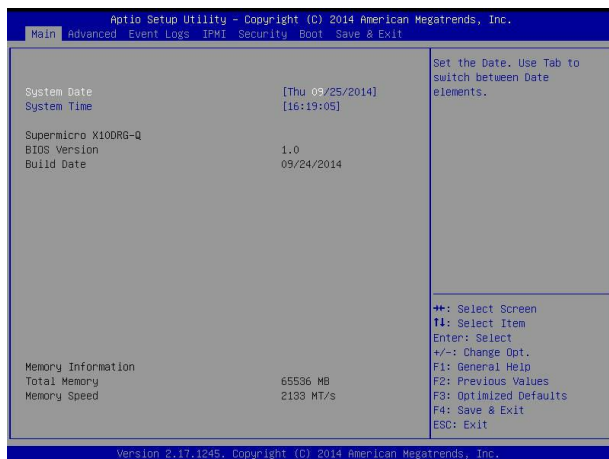 Aptio Setup Utility – Copyright (C) 2014 American Megatrends, Inc.
Main Advanced Event Logs IPMI Security Boot Save & Exit
System Date [Thu 09/25/2014]
System Time [16:19:05]
Supermicro X10DRG-Q
BIOS Version 1.0
Build Date 09/24/2014
Memory Information
Total Memory 65536 MB
Memory Speed 2133 MT/s
Set the Date. Use Tab to
switch between Date
elements.
→←: Select Screen
↑↓: Select Item
Enter: Select
+/-: Change Opt.
F1: General Help
F2: Previous Values
F3: Optimized Defaults
F4: Save & Exit
ESC: Exit
Version 2.17.1245. Copyright (C) 2014 American Megatrends, Inc.